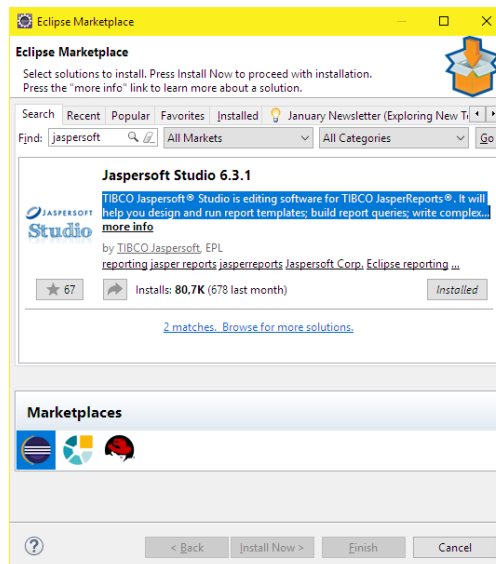 Eclipse Marketplace
Eclipse Marketplace
Select solutions to install. Press Install Now to proceed with installation.
Press the "more info" link to learn more about a solution.
Search Recent Popular Favorites Installed January Newsletter (Exploring New
Find: jaspersoft All Markets All Categories Go
Jaspersoft Studio 6.3.1
TIBCO Jaspersoft® Studio is editing software for TIBCO JasperReports®. It will
help you design and run report templates; build report queries; write complex...
more info
JASPERSOFT
Studio
by TIBCO Jaspersoft, EPL
reporting jasper reports jasperreports Jaspersoft Corp. Eclipse reporting ...
67 Installs: 80,7K (678 last month) Installed
2 matches. Browse for more solutions.
Marketplaces
? < Back Install Now > Finish Cancel